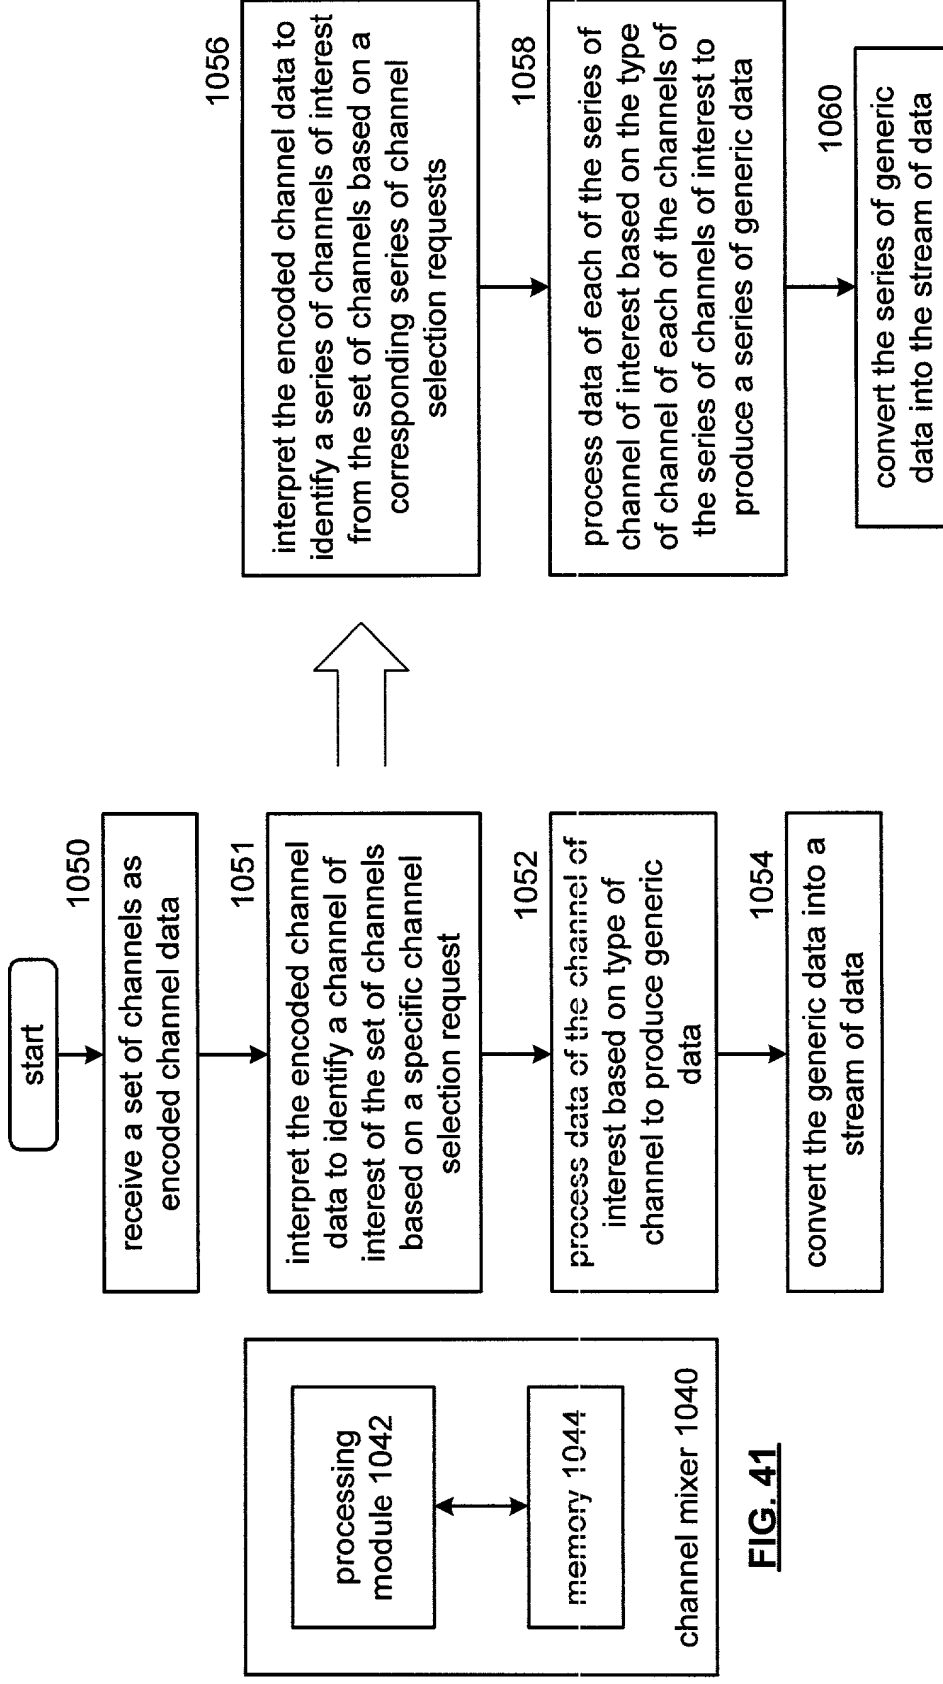 start
1050
receive a set of channels as
encoded channel data
1051
interpret the encoded channel
data to identify a channel of
interest of the set of channels
based on a specific channel
selection request
1052
process data of the channel of
interest based on type of
channel to produce generic
data
1054
convert the generic data into a
stream of data
1056
interpret the encoded channel data to
identify a series of channels of interest
from the set of channels based on a
corresponding series of channel
selection requests
1058
process data of each of the series of
channel of interest based on the type
of channel of each of the channels of
the series of channels of interest to
produce a series of generic data
1060
convert the series of generic
data into the stream of data
processing
module 1042
memory 1044
channel mixer 1040
FIG. 41